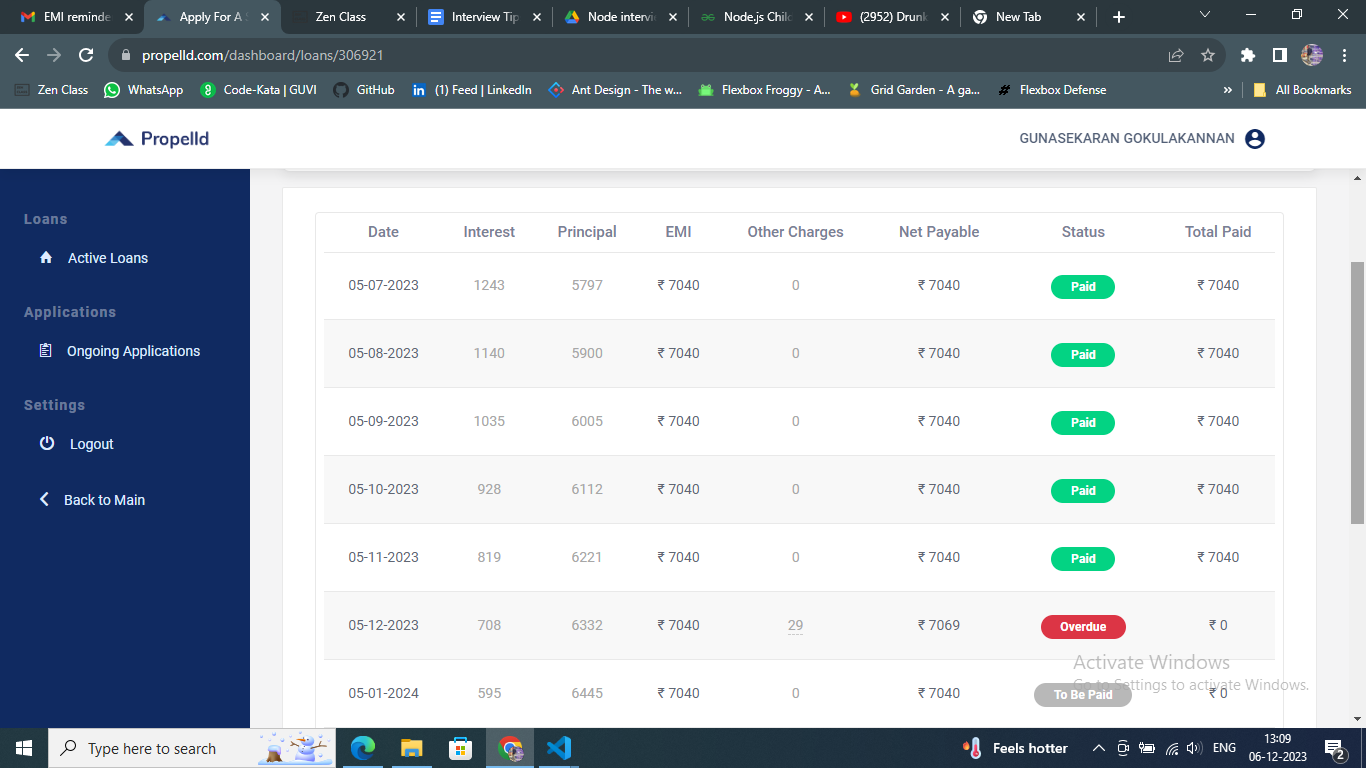 EMI reminde
Apply For A S
Zen Class
Interview Tip
Node intervi
Node.js Chil
(2952) Drunk
New Tab
propelld.com/dashboard/loans/306921
Zen Class
WhatsApp
Code-Kata | GUVI
GitHub
(1) Feed | LinkedIn
Ant Design - The w...
Flexbox Froggy - A...
Grid Garden - A ga...
Flexbox Defense
»
All Bookmarks
Propelld
GUNASEKARAN GOKULAKANNAN
Loans
Active Loans
Applications
Ongoing Applications
Settings
Logout
Back to Main
Date Interest Principal EMI Other Charges Net Payable Status Total Paid
05-07-2023 1243 5797 ₹ 7040 0 ₹ 7040 Paid ₹ 7040
05-08-2023 1140 5900 ₹ 7040 0 ₹ 7040 Paid ₹ 7040
05-09-2023 1035 6005 ₹ 7040 0 ₹ 7040 Paid ₹ 7040
05-10-2023 928 6112 ₹ 7040 0 ₹ 7040 Paid ₹ 7040
05-11-2023 819 6221 ₹ 7040 0 ₹ 7040 Paid ₹ 7040
05-12-2023 708 6332 ₹ 7040 29 ₹ 7069 Overdue ₹ 0
05-01-2024 595 6445 ₹ 7040 0 ₹ 7040 To Be Paid ₹ 0
Activate Windows
Go to Settings to activate Windows.
Type here to search
Feels hotter
ENG
13:09
06-12-2023
2